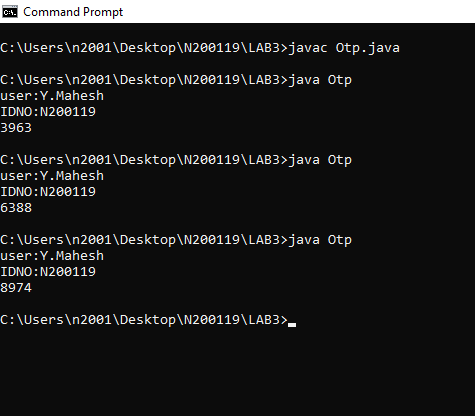 Command Prompt
C:\Users\n2001\Desktop\N200119\LAB3>javac Otp.java
C:\Users\n2001\Desktop\N200119\LAB3>java Otp
user:Y.Mahesh
IDNO:N200119
3963
C:\Users\n2001\Desktop\N200119\LAB3>java Otp
user:Y.Mahesh
IDNO:N200119
6388
C:\Users\n2001\Desktop\N200119\LAB3>java Otp
user:Y.Mahesh
IDNO:N200119
8974
C:\Users\n2001\Desktop\N200119\LAB3>